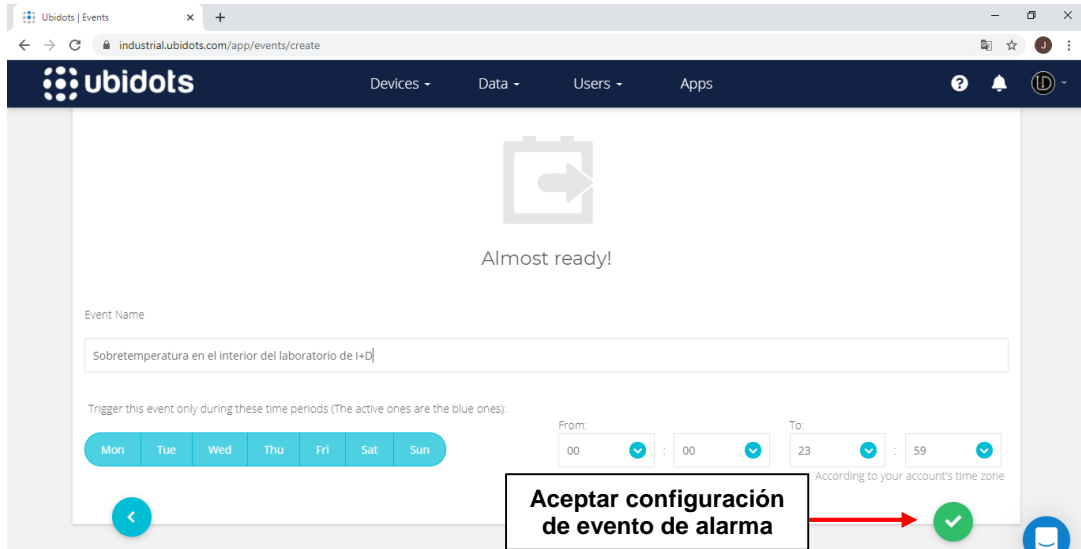 Ubidots | Events
industrial.ubidots.com/app/events/create
J
ubidots
Devices
Data
Users
Apps
?
Almost ready!
Event Name
Sobretemperatura en el interior del laboratorio de I+D
Trigger this event only during these time periods (The active ones are the blue ones):
From:
To:
Mon Tue Wed Thu Fri Sat Sun
00 : 00
23 : 59
According to your account's time zone
Aceptar configuración
de evento de alarma